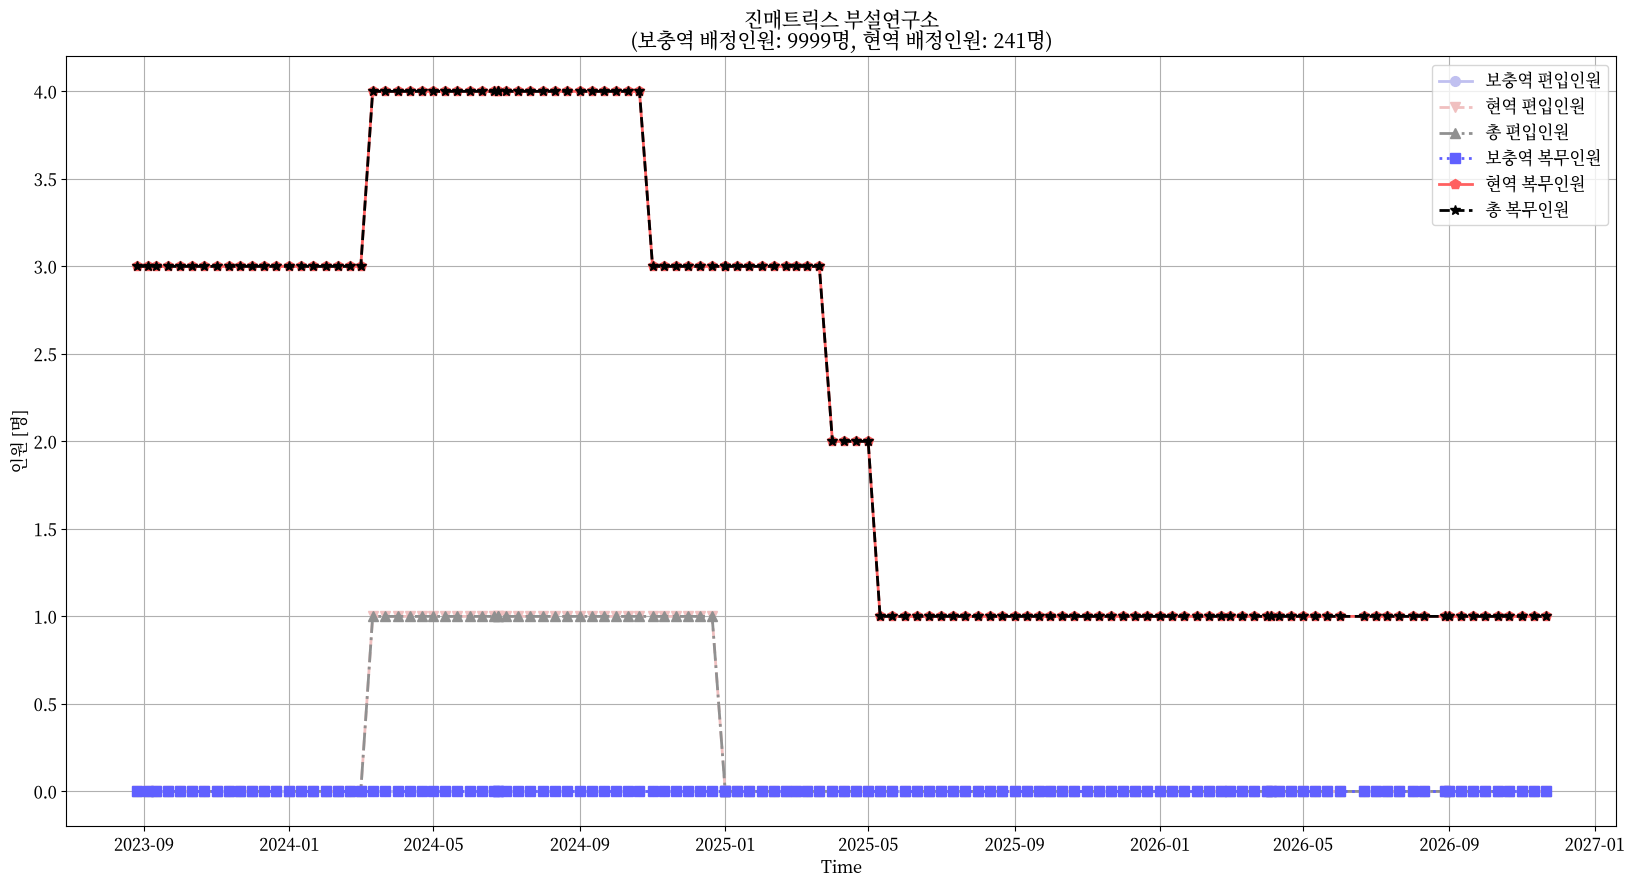 진매트릭스 부설연구소
(보충역 배정인원: 9999명, 현역 배정인원: 241명)
보충역 편입인원
현역 편입인원
총 편입인원
보충역 복무인원
현역 복무인원
총 복무인원
인원 [명]
4.0
3.5
3.0
2.5
2.0
1.5
1.0
0.5
0.0
2023-09
2024-01
2024-05
2024-09
2025-01
2025-05
2025-09
2026-01
2026-05
2026-09
2027-01
Time